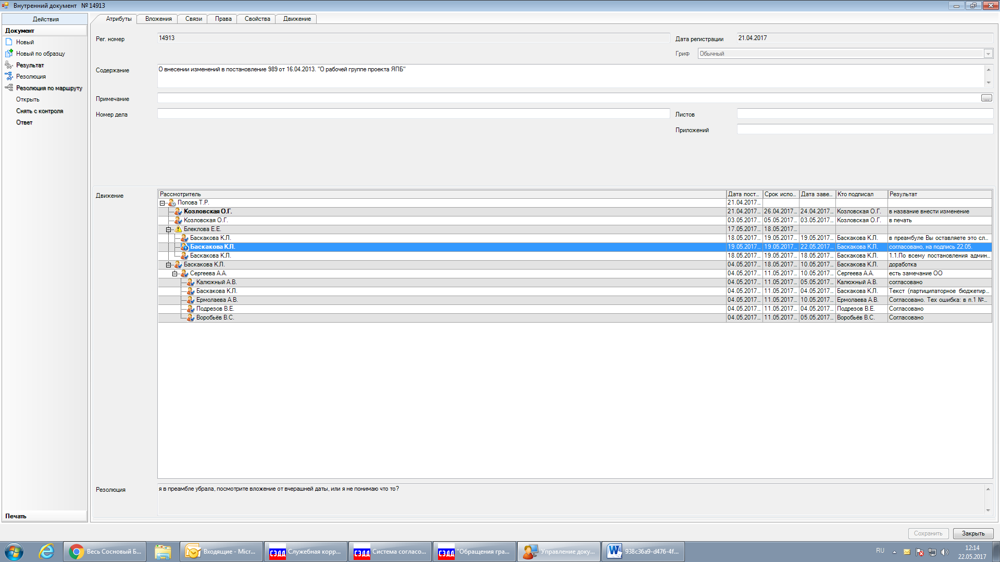 Внутренний документ № 14913
Действия
Документ
Новый
Новый по образцу
Результат
Резолюция
Резолюция по маршруту
Открыть
Снять с контроля
Ответ
Печать
Атрибуты Вложения Связи Права Свойства Движение
Рег. номер 14913 Дата регистрации 21.04.2017
Гриф Обычный
Содержание О внесении изменений в постановление 989 от 16.04.2013. "О рабочей группе проекта ЯПБ"
Примечание ...
Номер дела Листов
Приложений
Движение
Рассмотритель Дата пост... Срок испо... Дата заве... Кто подписал Результат
Попова Т.Р. 21.04.2017...
Козловская О.Г. 21.04.2017... 26.04.2017... 24.04.2017... Козловская О.Г. в название внести изменение
Козловская О.Г. 03.05.2017... 05.05.2017... 03.05.2017... Козловская О.Г. в печать
Блеклова Е.Е. 17.05.2017... 18.05.2017...
Баскакова К.Л. 18.05.2017... 19.05.2017... 19.05.2017... Баскакова К.Л. в преамбуле Вы оставляете это сл...
Баскакова К.Л. 19.05.2017... 19.05.2017... 22.05.2017... Баскакова К.Л. согласовано, на подпись 22.05.
Баскакова К.Л. 18.05.2017... 19.05.2017... 18.05.2017... Баскакова К.Л. 1.1.По всему постановления админ...
Баскакова К.Л. 04.05.2017... 18.05.2017... 10.05.2017... Баскакова К.Л. доработка
Сергеева А.А. 04.05.2017... 11.05.2017... 10.05.2017... Сергеева А.А. есть замечание ОО
Калюжный А.В. 04.05.2017... 11.05.2017... 05.05.2017... Калюжный А.В. согласовано
Баскакова К.Л. 04.05.2017... 11.05.2017... 04.05.2017... Баскакова К.Л. Текст (партиципаторное бюджетир...
Ермолаева А.В. 04.05.2017... 11.05.2017... 10.05.2017... Ермолаева А.В. Согласовано. Тех ошибка: в п.1 №...
Подрезов В.Е. 04.05.2017... 11.05.2017... 04.05.2017... Подрезов В.Е. Согласовано
Воробьёв В.С. 04.05.2017... 11.05.2017... 05.05.2017... Воробьёв В.С. Согласовано
Резолюция я в преамбле убрала, посмотрите вложение от вчерашней даты, или я не понимаю что то?
Сохранить Закрыть
Весь Сосновый Б... Входящие - Micr... СЭДД Служебная корр... СЭДД Система согласо... СЭДД "Обращения гра... Управление доку... 938c36a9-d476-4f... RU 12:14
22.05.2017